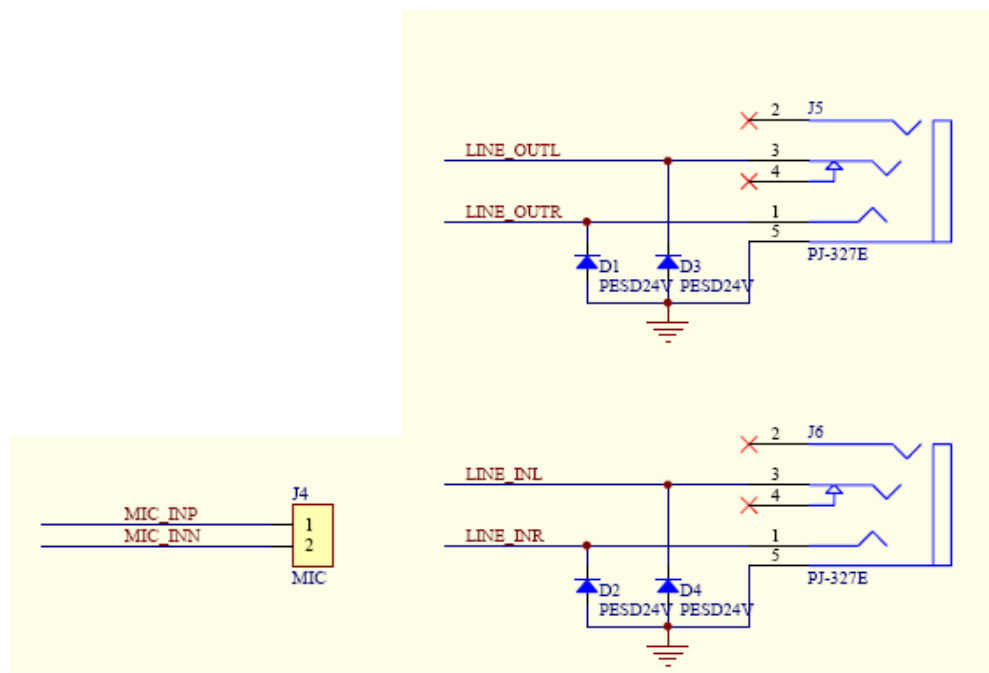 2 J5
LINE_OUTL 3
4
LINE_OUTR 1
5
PJ-327E
D1 D3
PESD24V PESD24V
2 J6
LINE_INL 3
4
LINE_INR 1
5
PJ-327E
D2 D4
PESD24V PESD24V
J4
MIC_INP 1
MIC_INN 2
MIC